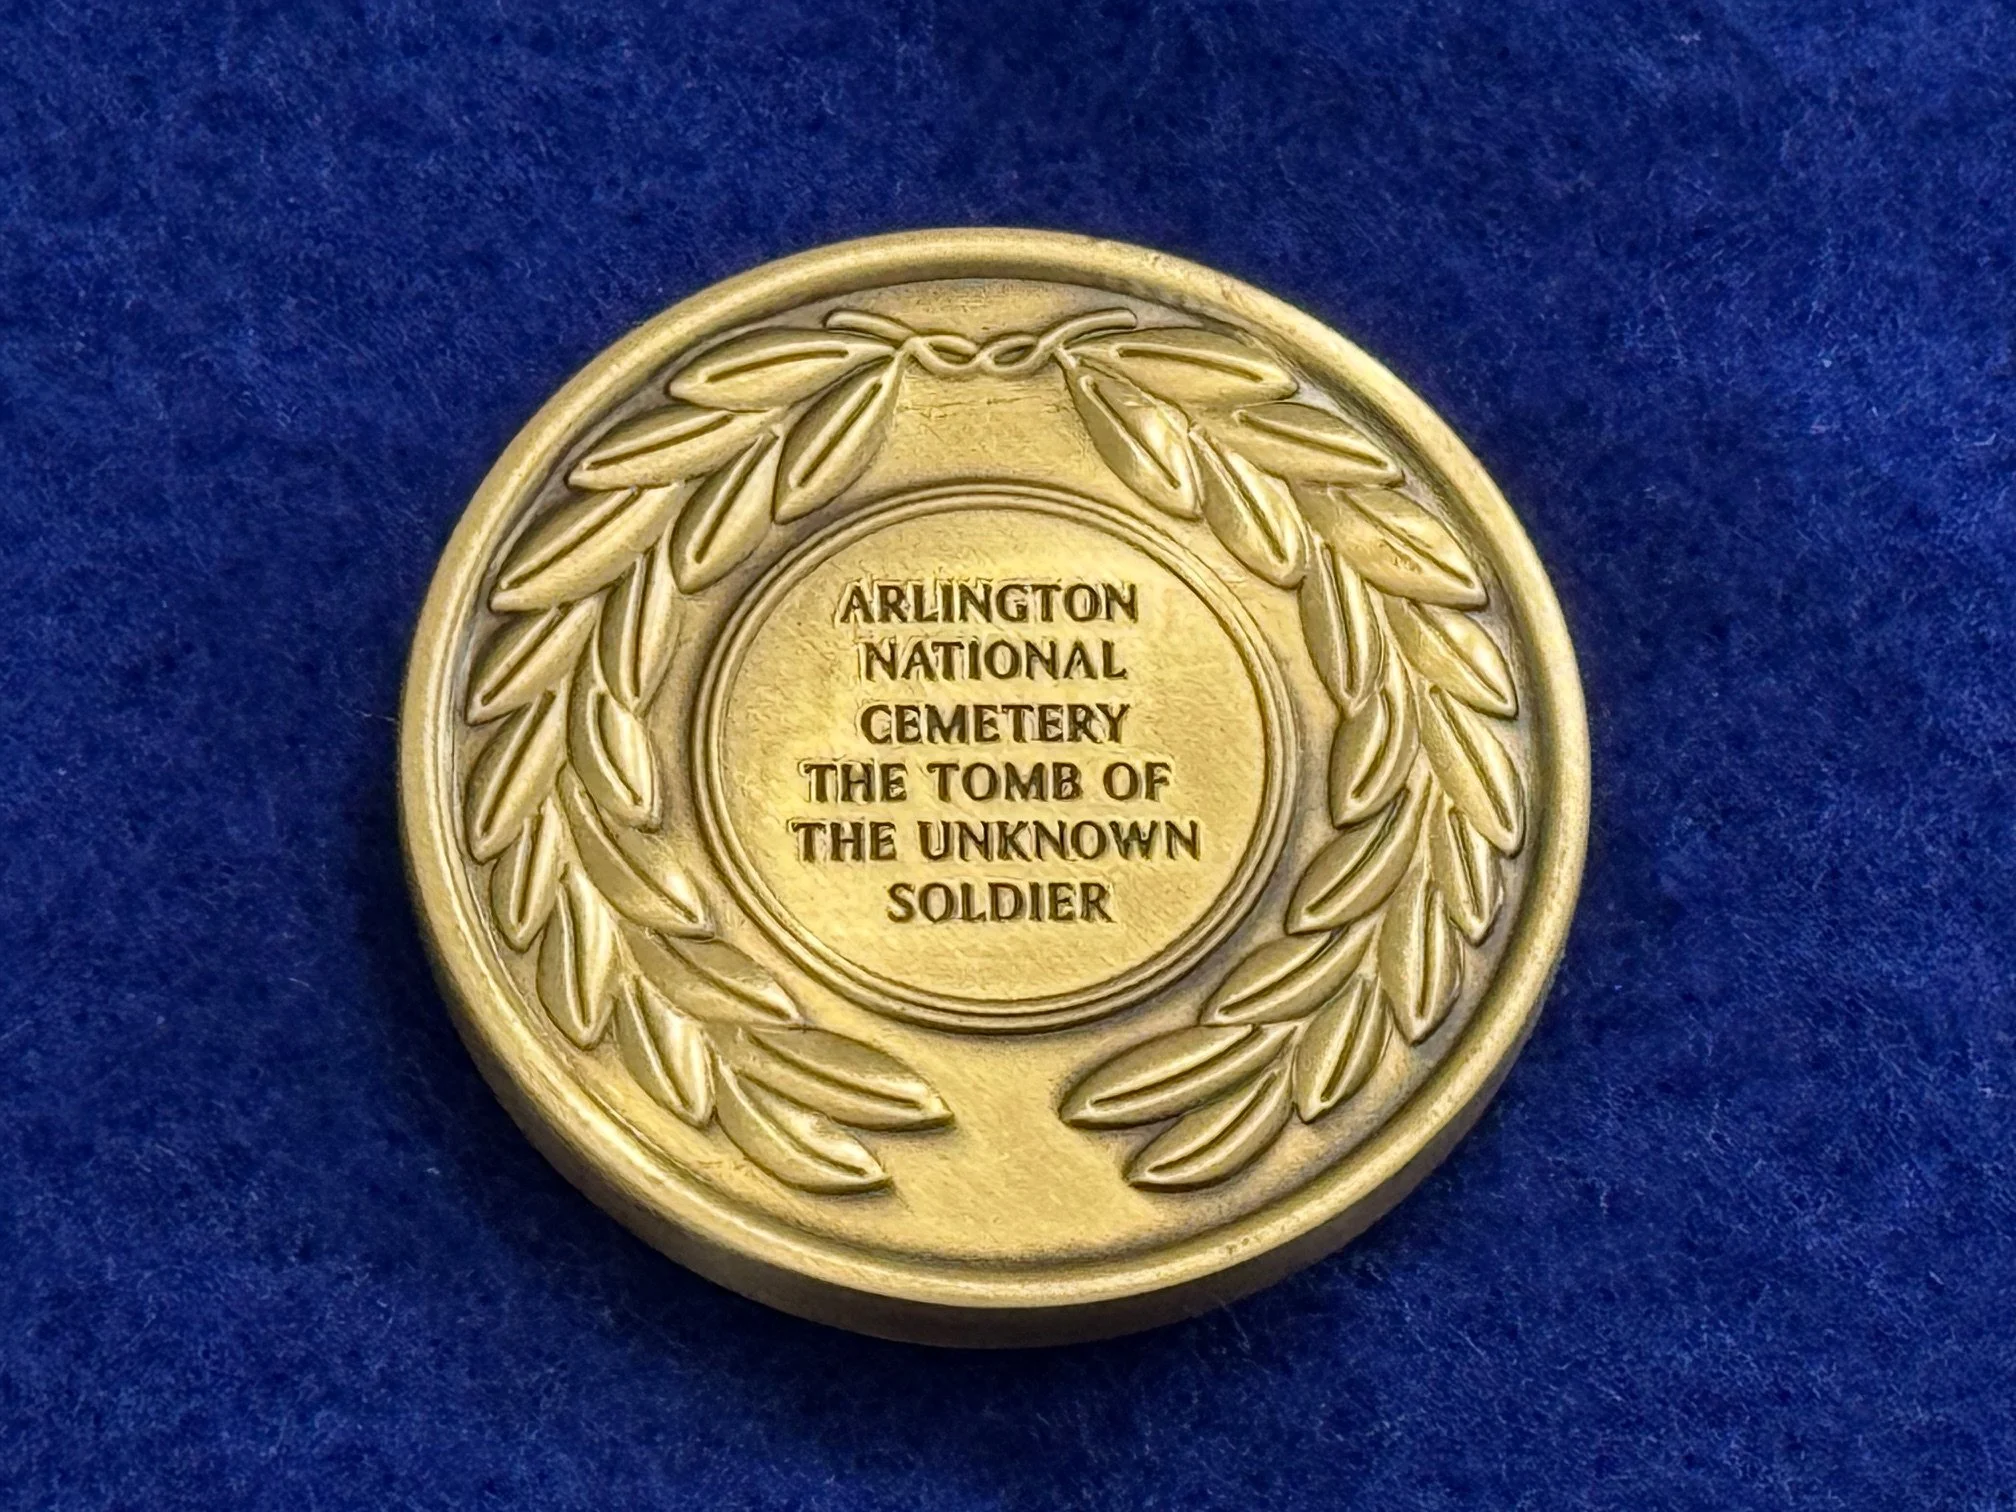 ARLINGTON
NATIONAL
CEMETERY
THE TOMB OF
THE UNKNOWN
SOLDIER